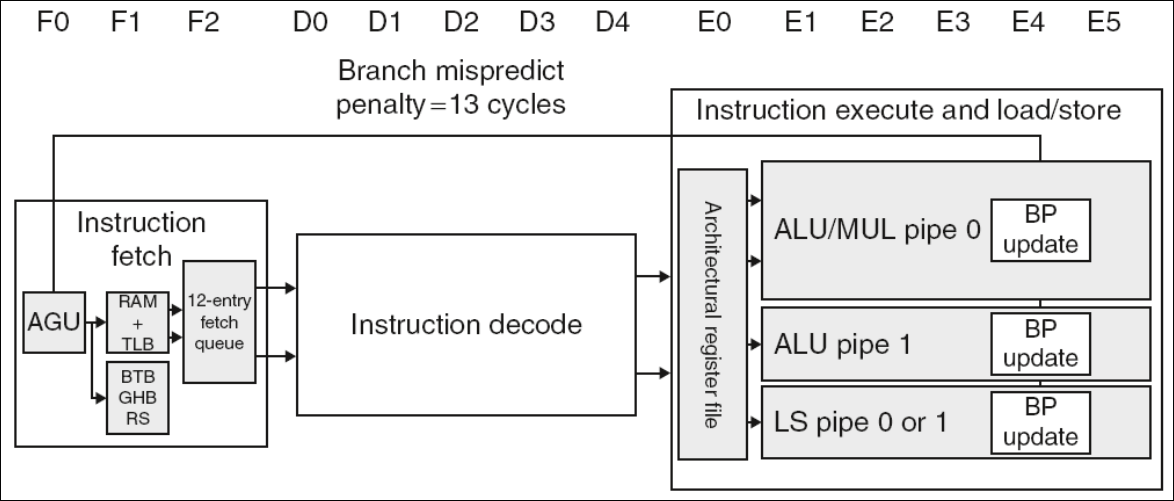 F0 F1 F2 D0 D1 D2 D3 D4 E0 E1 E2 E3 E4 E5
Branch mispredict
penalty=13 cycles
Instruction execute and load/store
Instruction
fetch
AGU
RAM
+
TLB
BTB
GHB
RS
12-entry
fetch
queue
Instruction decode
Architectural register file
ALU/MUL pipe 0
BP
update
ALU pipe 1
BP
update
LS pipe 0 or 1
BP
update